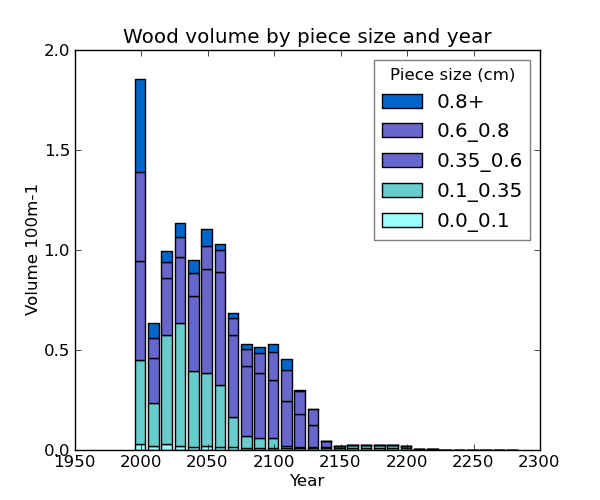 Wood volume by piece size and year
2.0
1.5
1.0
0.5
0.0
Volume 100m-1
Piece size (cm)
0.8+
0.6_0.8
0.35_0.6
0.1_0.35
0.0_0.1
1950 2000 2050 2100 2150 2200 2250 2300
Year